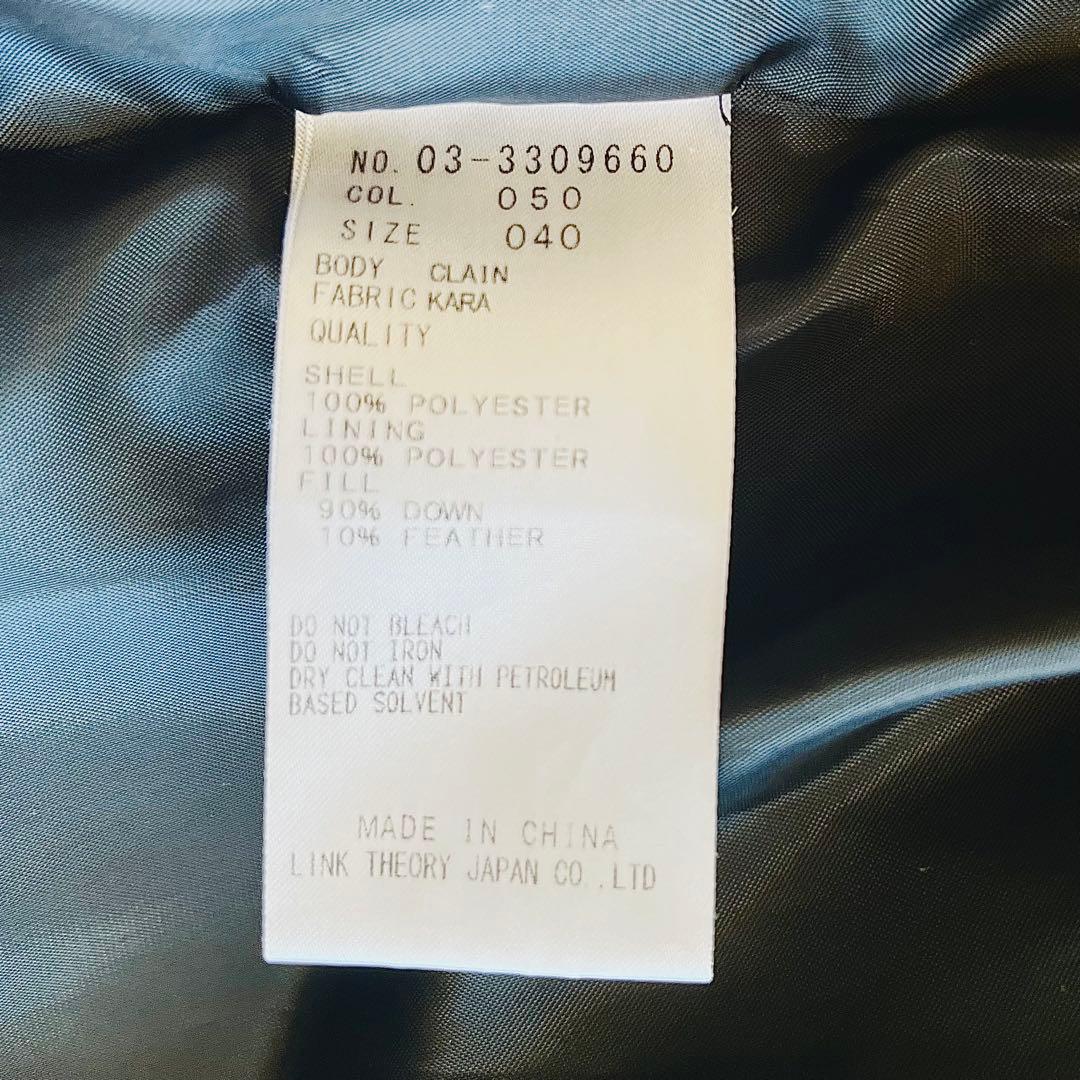 NO. 03-3309660
COL. 050
SIZE 040
BODY CLAIN
FABRIC KARA
QUALITY
SHELL
100% POLYESTER
LINING
100% POLYESTER
FILL
90% DOWN
10% FEATHER
DO NOT BLEACH
DO NOT IRON
DRY CLEAN WITH PETROLEUM
BASED SOLVENT
MADE IN CHINA
LINK THEORY JAPAN CO.,LTD